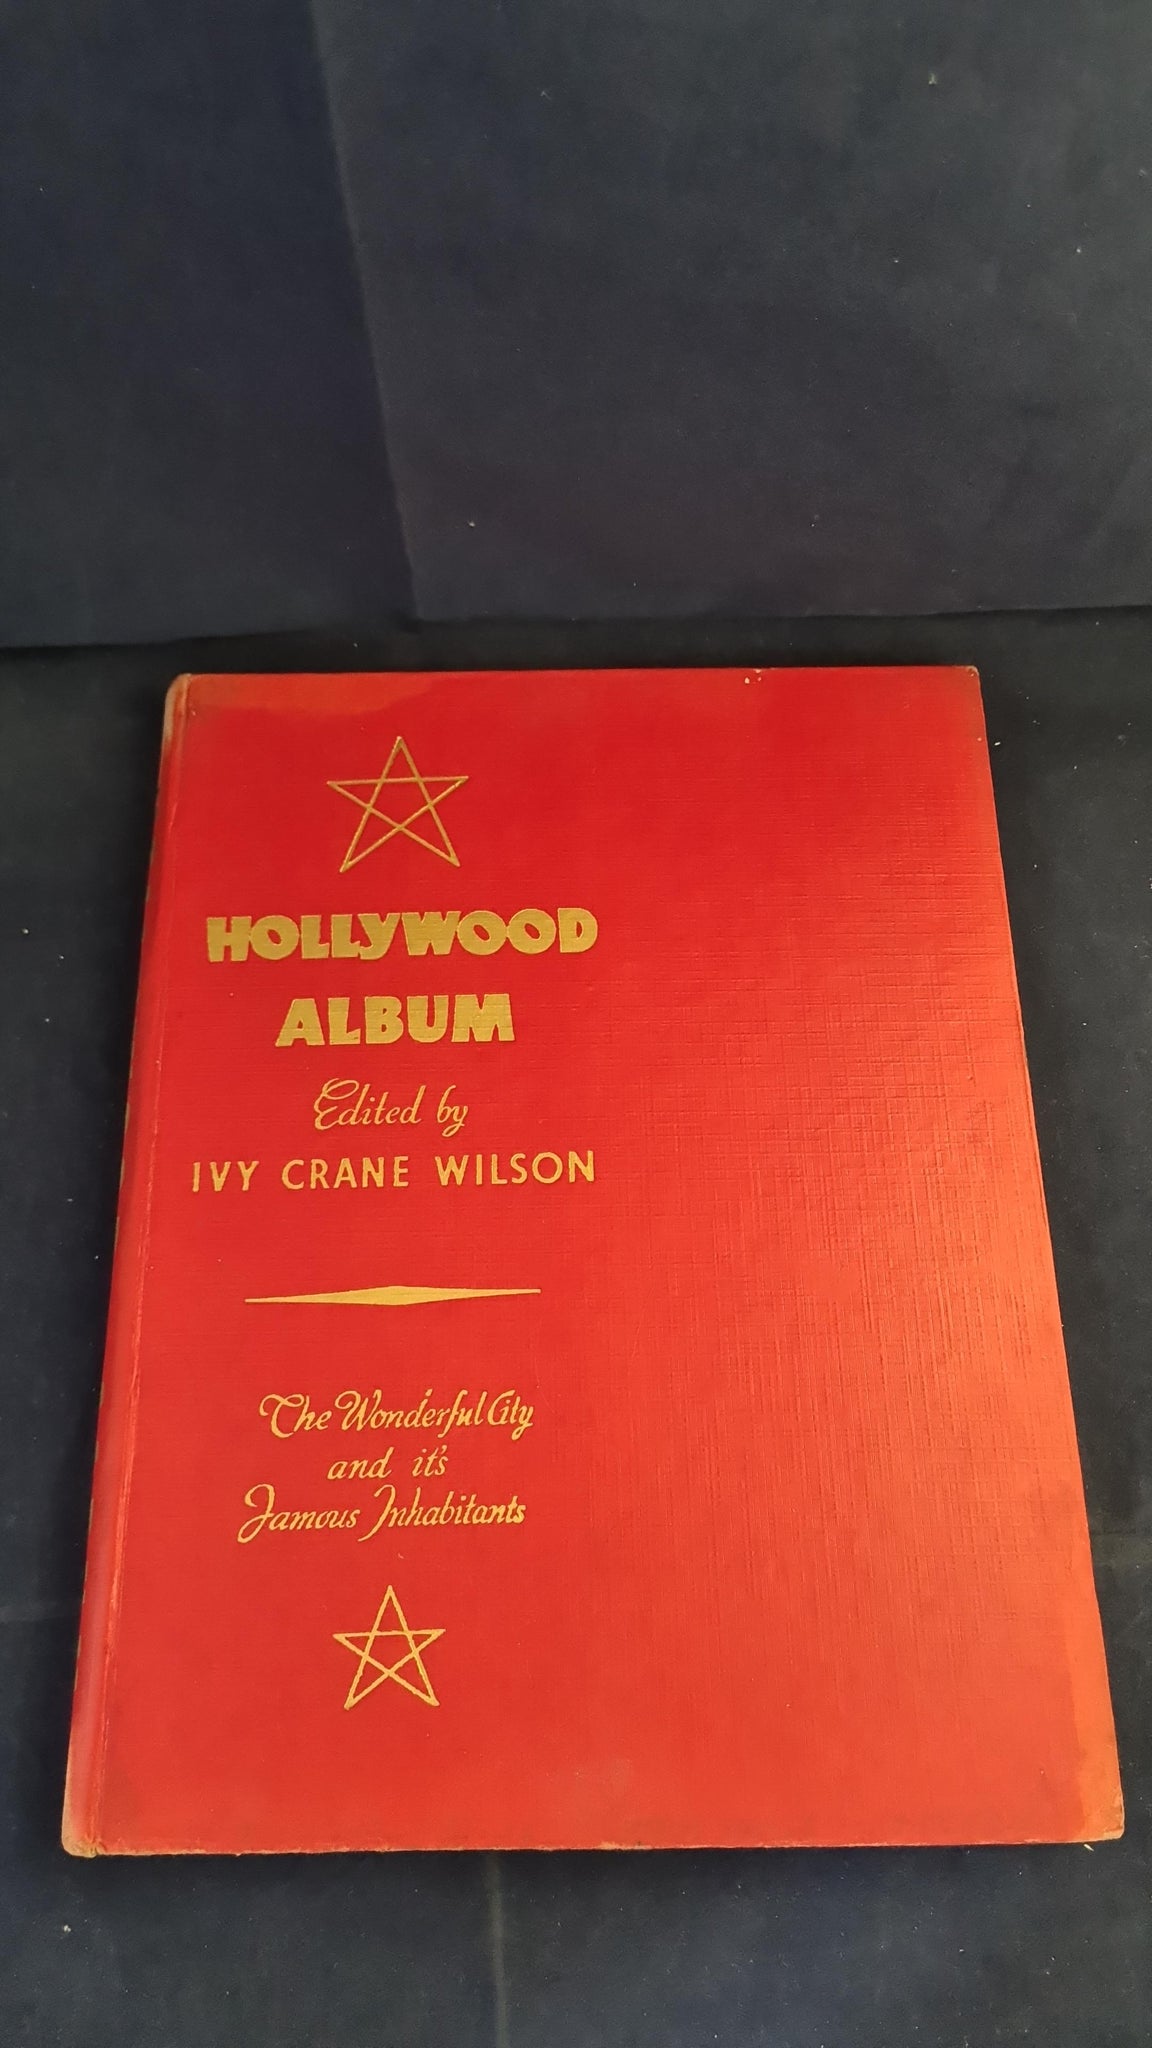 HOLLYWOOD
ALBUM
Edited by
IVY CRANE WILSON
The Wonderful City
and it's
Famous Inhabitants